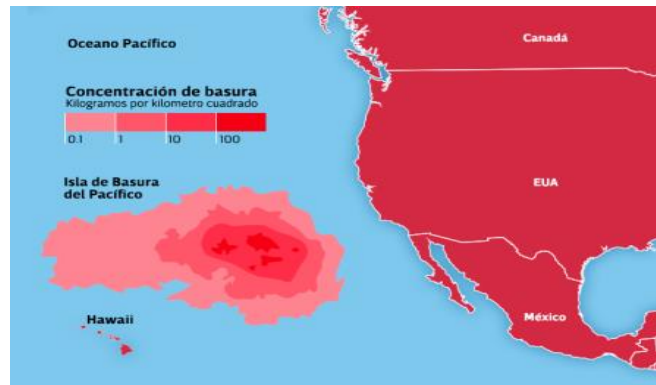 Oceano Pacífico
Canadá
Concentración de basura
Kilogramos por kilometro cuadrado
0.1 1 10 100
Isla de Basura
del Pacífico
EUA
Hawaii
México